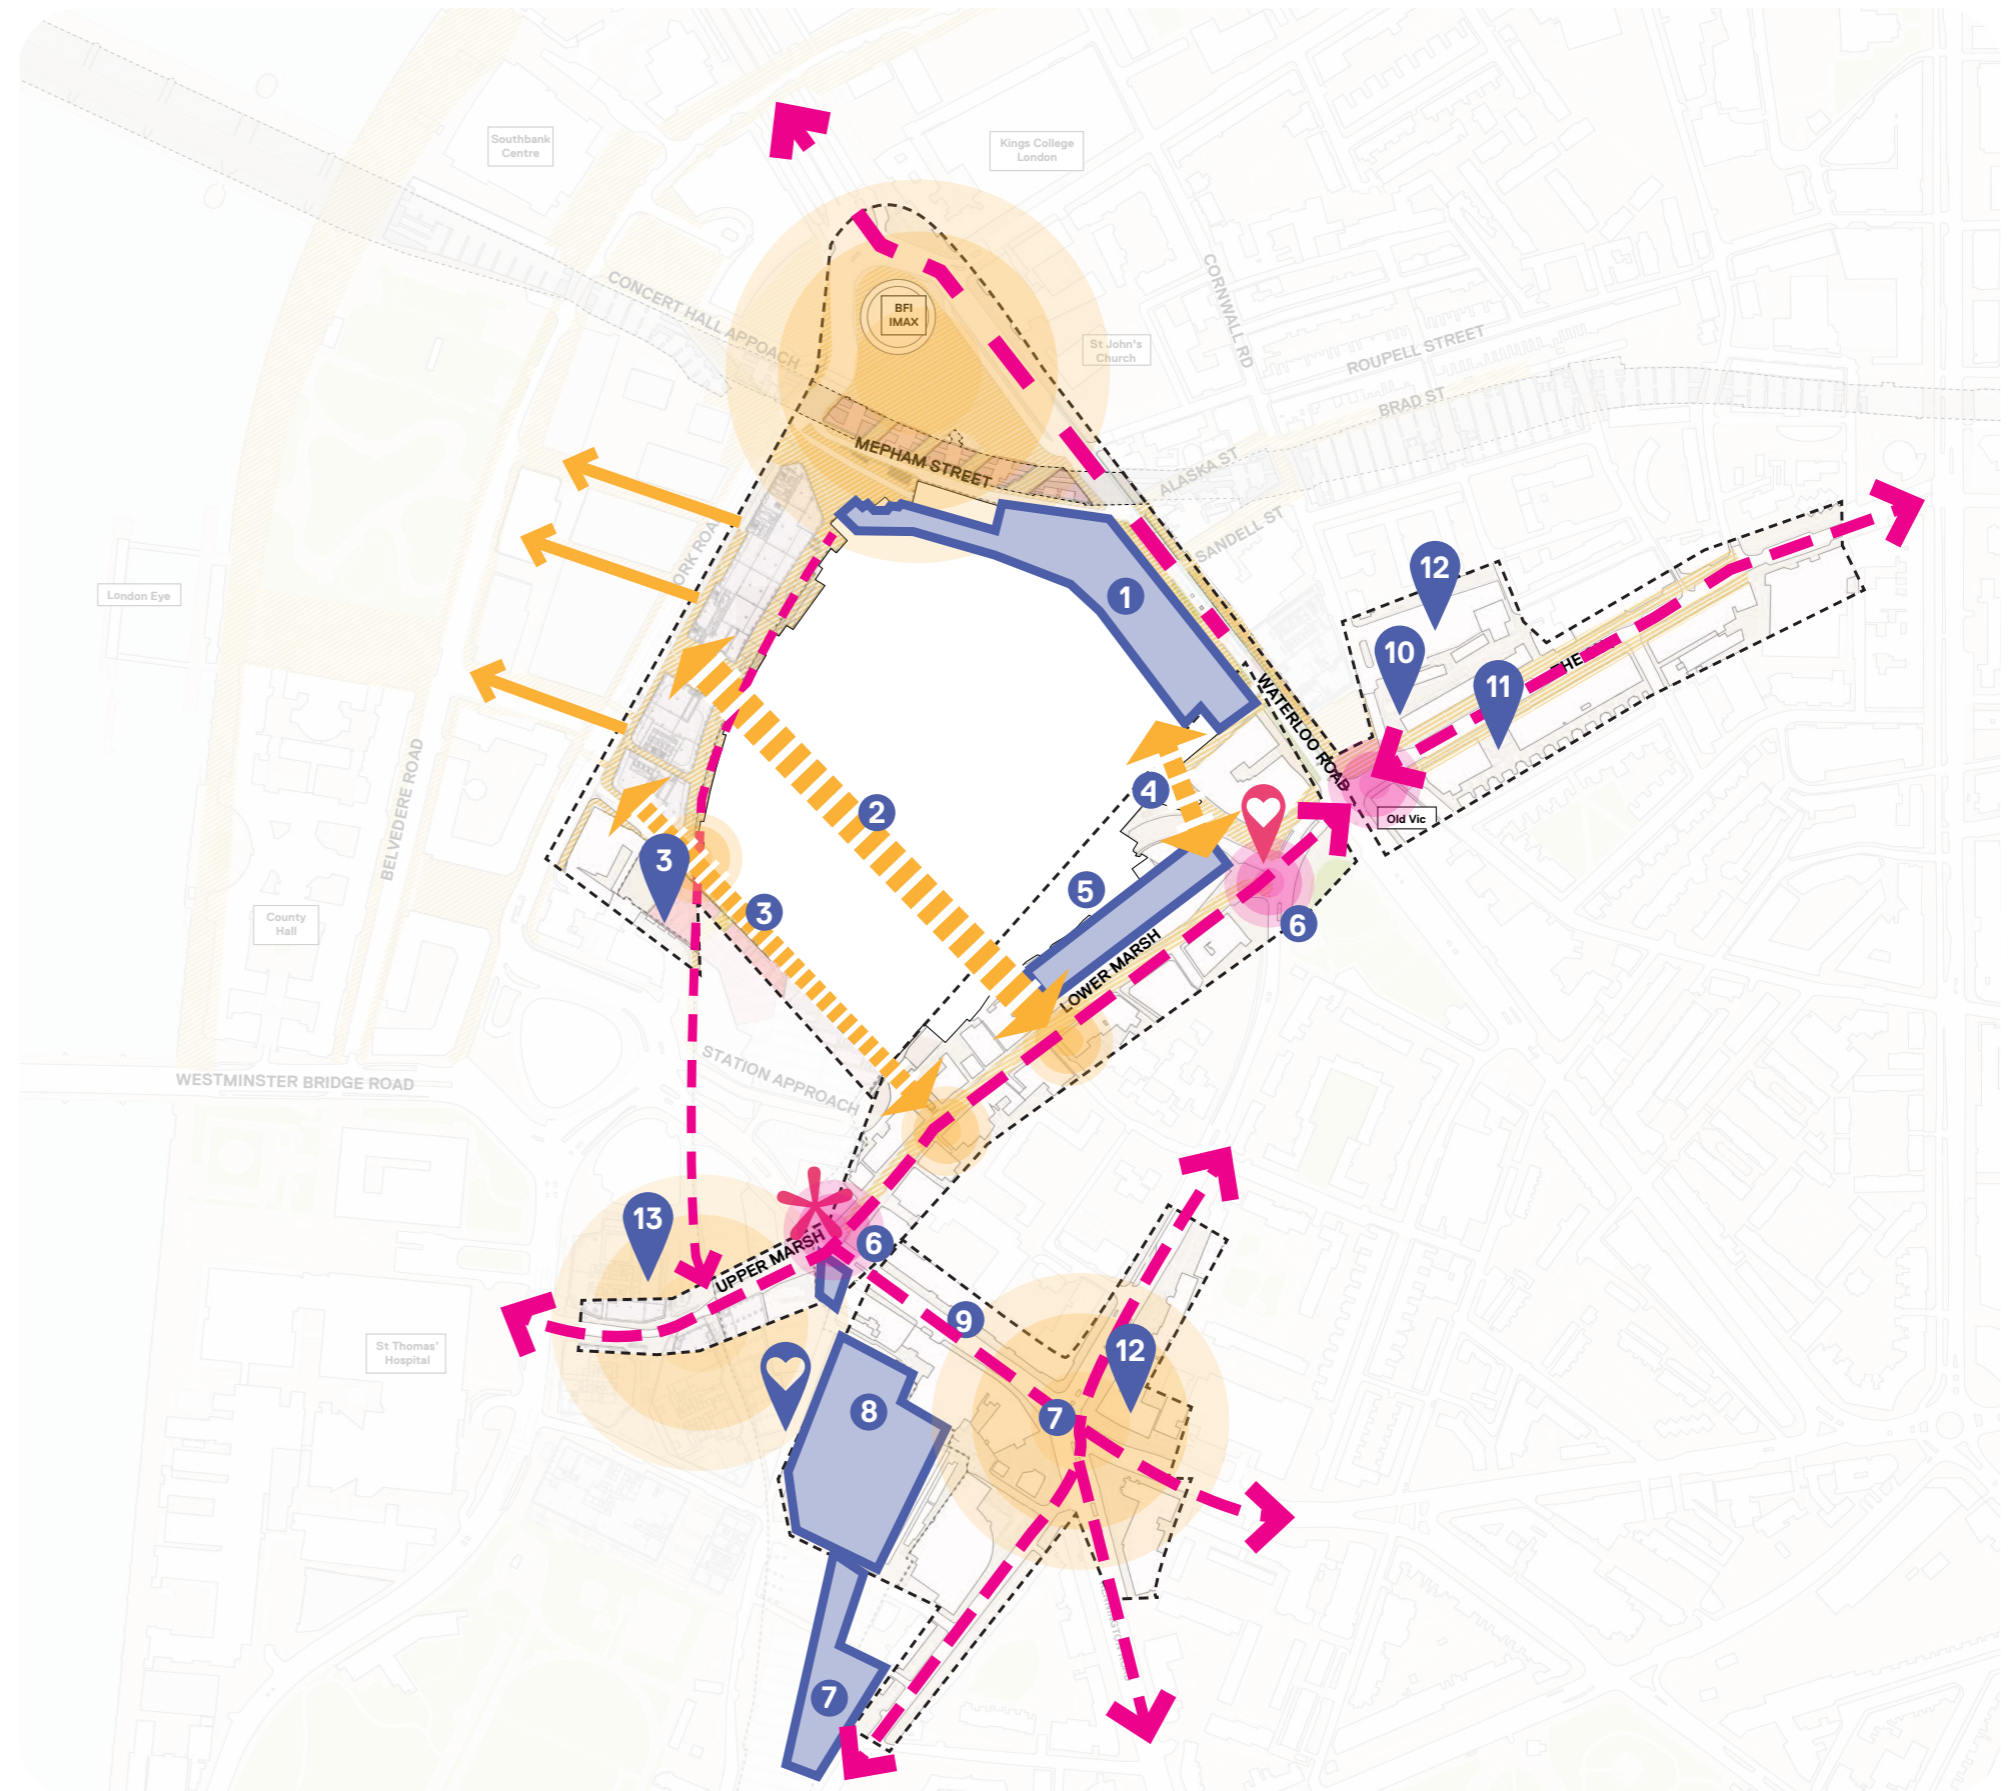 Southbank
Centre
Kings College
London
CONCERT HALL APPOACH
CORNWALL RD
BFI
IMAX
St John's
Church
ROUPELL STREET
BRAD ST
MEPHAM STREET
ALASKA ST
SANDELL ST
London Eye
1
12
10
11
THE
WATERLOO ROAD
BELVEDERE ROAD
4
2
Old Vic
3
3
5
6
County
Hall
LOWER MARSH
STATION APPROACH
WESTMINSTER BRIDGE ROAD
13
6
UPPER MARSH
9
St Thomas'
Hospital
12
8
7
7